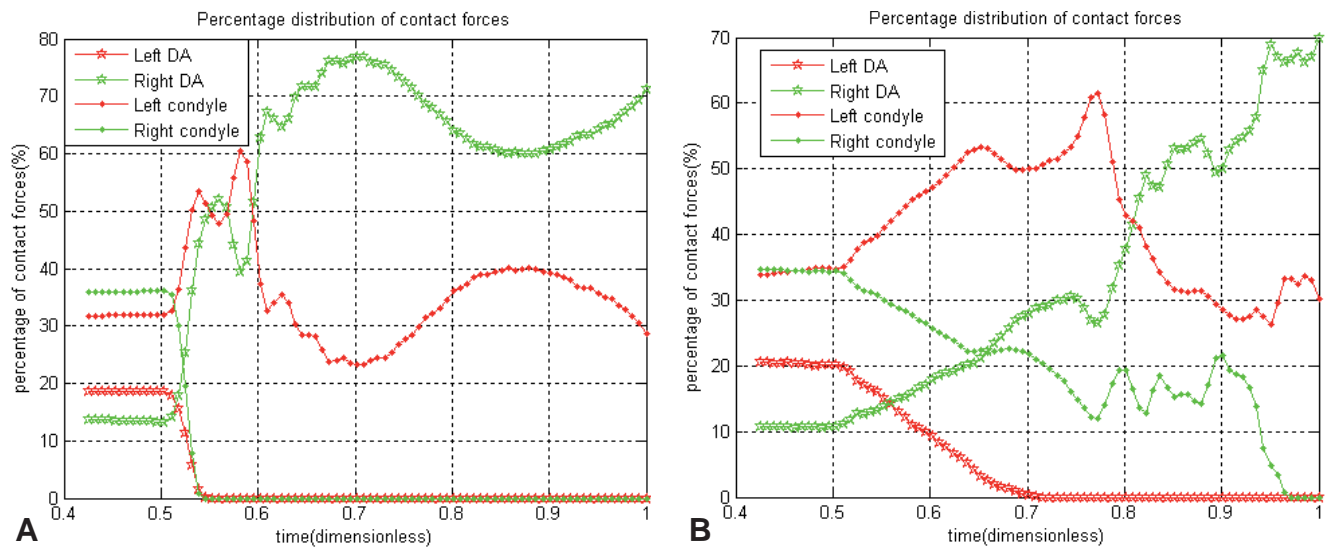 Percentage distribution of contact forces
80
70
60
50
40
30
20
10
0
percentage of contact forces(%)
Left DA
Right DA
Left condyle
Right condyle
0.4 0.5 0.6 0.7 0.8 0.9 1
time(dimensionless)
A
Percentage distribution of contact forces
70
60
50
40
30
20
10
0
percentage of contact forces(%)
Left DA
Right DA
Left condyle
Right condyle
0.4 0.5 0.6 0.7 0.8 0.9 1
time(dimensionless)
B